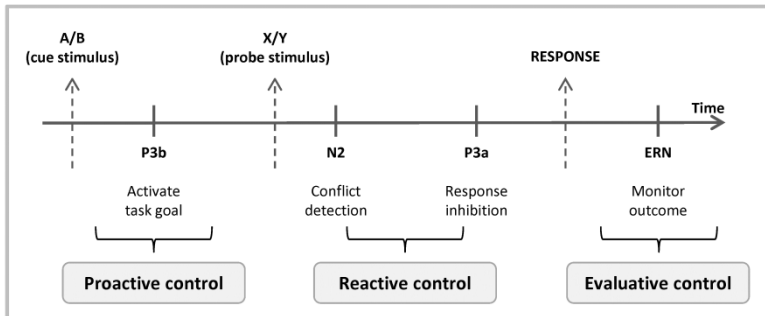 A/B
(cue stimulus)
X/Y
(probe stimulus)
RESPONSE
Time
P3b
N2
P3a
ERN
Activate
task goal
Conflict
detection
Response
inhibition
Monitor
outcome
Proactive control
Reactive control
Evaluative control